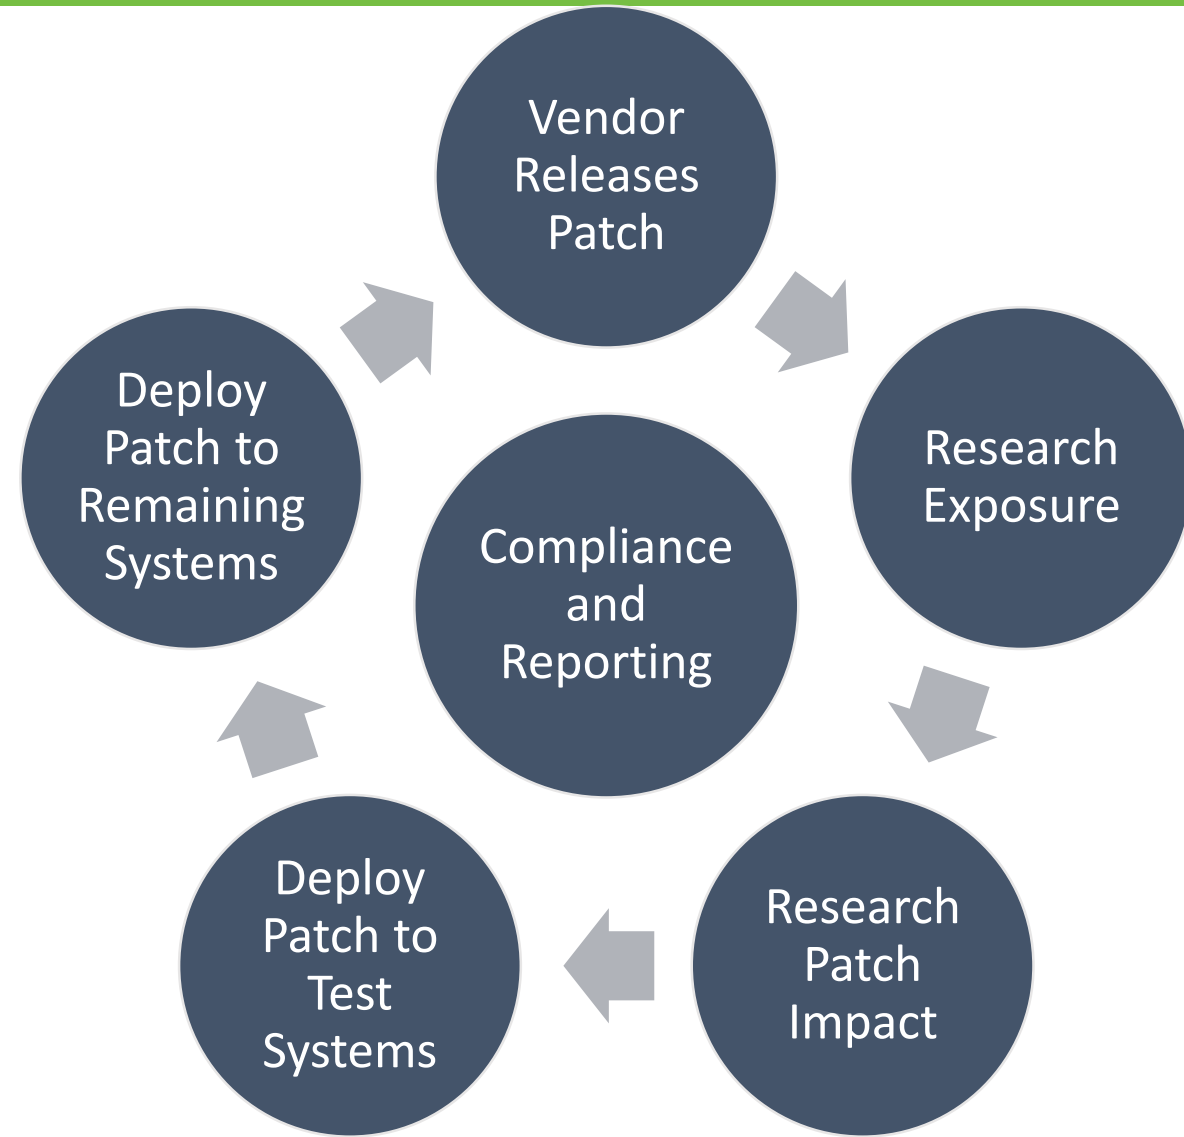 Vendor
Releases
Patch
Research
Exposure
Research
Patch
Impact
Deploy
Patch to
Test
Systems
Deploy
Patch to
Remaining
Systems
Compliance
and
Reporting